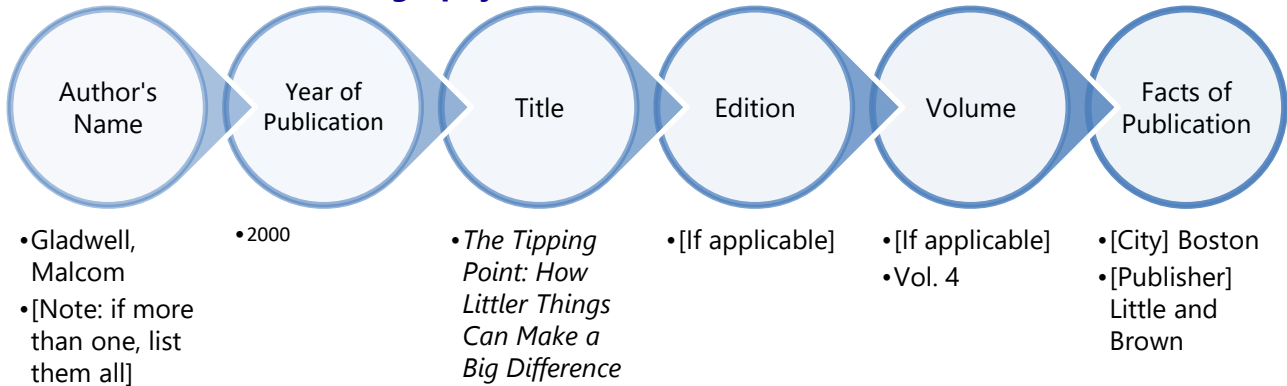 Author's
Name
Year of
Publication
Title
Edition
Volume
Facts of
Publication
•Gladwell,
Malcom
•[Note: if more
than one, list
them all]
•2000
•The Tipping
Point: How
Littler Things
Can Make a
Big Difference
•[If applicable]
•[If applicable]
•Vol. 4
•[City] Boston
•[Publisher]
Little and
Brown